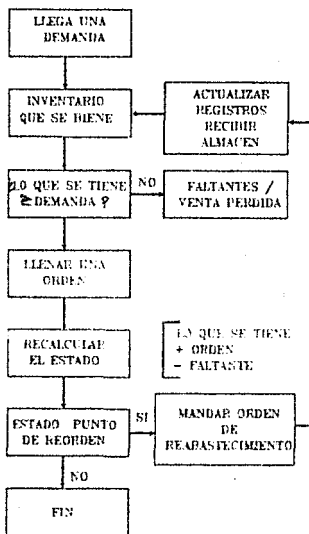 LLEGA UNA
DEMANDA
INVENTARIO
QUE SE BIENE
ACTUALIZAR
REGISTROS
RECIBIR
ALMACEN
LO QUE SE TIENE
≥ DEMANDA ?
NO
FALTANTES /
VENTA PERDIDA
LLENAR UNA
ORDEN
RECALCULAR
EL ESTADO
LO QUE SE TIENE
+ ORDEN
- FALTANTE
ESTADO PUNTO
DE REORDEN
SI
MANDAR ORDEN
DE
REABASTECIMIENTO
NO
FIN